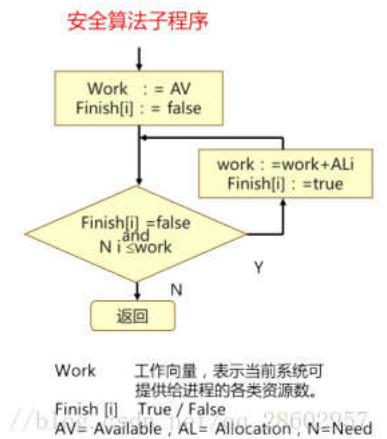 安全算法子程序
Work : = AV
Finish[i] : = false
work : =work+ALi
Finish[i] : =true
Finish[i] =false
and
N i ≤work
Y
N
返回
Work 工作向量，表示当前系统可
提供给进程的各类资源数。
Finish [i] True / False
AV= Available , AL= Allocation, N=Need